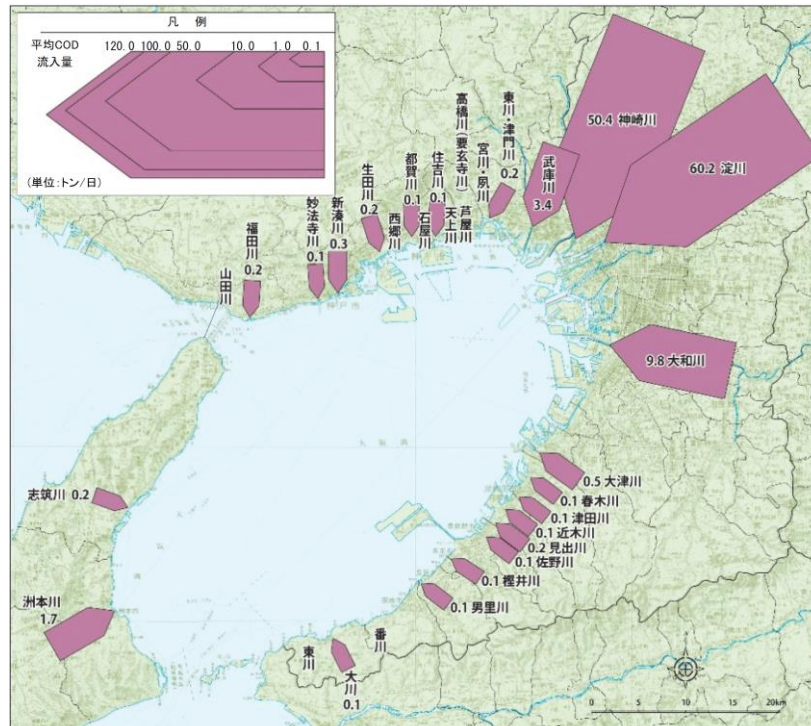 凡 例
平均COD
流入量
120.0 100.0 50.0 10.0 1.0 0.1
(単位:トン/日)
50.4 神崎川
60.2 淀川
武庫川
3.4
東川・津門川
0.2
宮川・夙川
高橋川(要玄寺川)
芦屋川
天上川
住吉川
0.1
石屋川
都賀川
0.1
西郷川
生田川
0.2
新湊川
0.3
妙法寺川
0.1
福田川
0.2
山田川
9.8 大和川
0.5 大津川
0.1 春木川
0.1 津田川
0.1 近木川
0.2 見出川
0.1 佐野川
0.1 樫井川
0.1 男里川
番川
大川
0.1
東川
志筑川 0.2
洲本川
1.7
0 5 10 15 20km